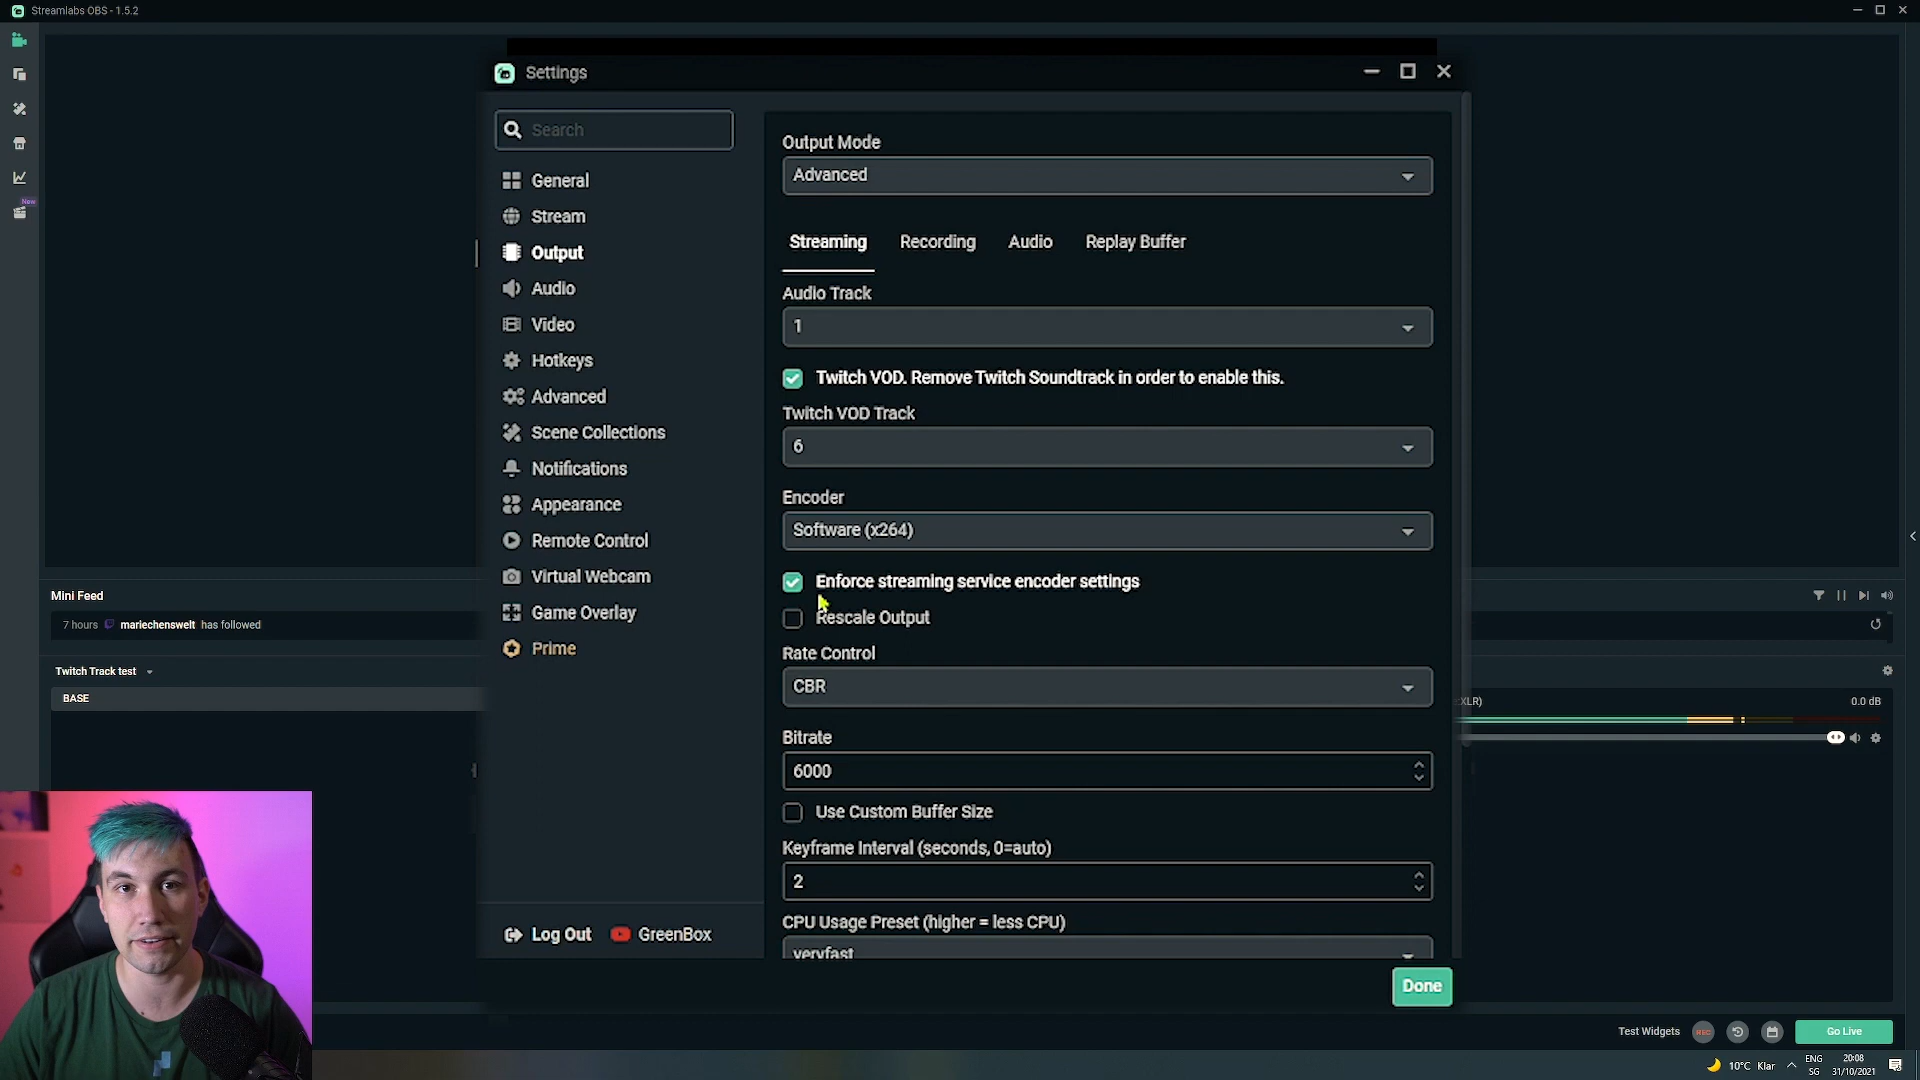 Streamlabs OBS - 1.5.2
Settings
Search
General
Stream
Output
Audio
Video
Hotkeys
Advanced
Scene Collections
Notifications
Appearance
Remote Control
Virtual Webcam
Game Overlay
Prime
Log Out
GreenBox
Output Mode
Advanced
Streaming Recording Audio Replay Buffer
Audio Track
1
Twitch VOD. Remove Twitch Soundtrack in order to enable this.
Twitch VOD Track
6
Encoder
Software (x264)
Enforce streaming service encoder settings
Rescale Output
Rate Control
CBR
Bitrate
6000
Use Custom Buffer Size
Keyframe Interval (seconds, 0=auto)
2
CPU Usage Preset (higher = less CPU)
veryfast
Done
New
Mini Feed
7 hours mariechenswelt has followed
Twitch Track test
BASE
XLR) 0.0 dB
Test Widgets REC Go Live
10°C Klar ENG SG 20:08 31/10/2021